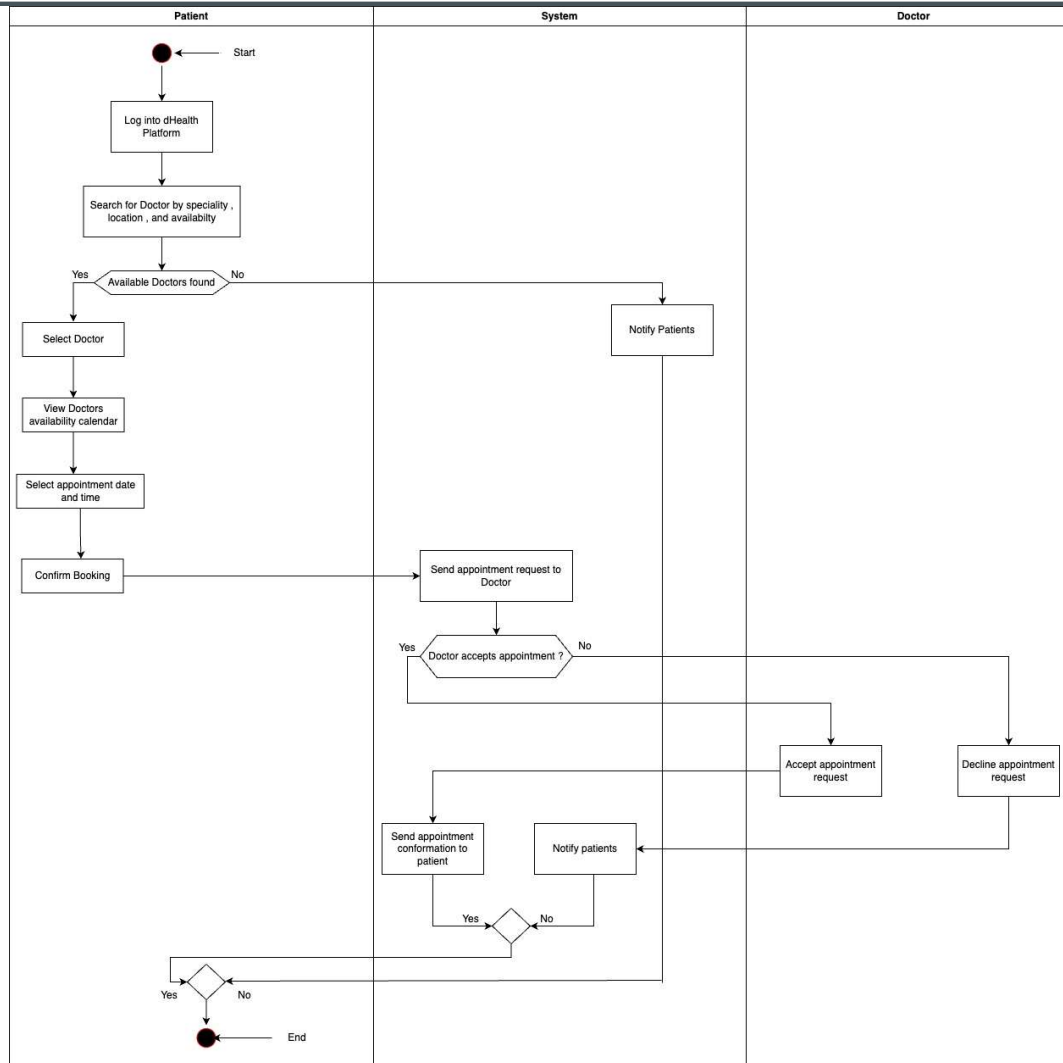 Patient
System
Doctor
Start
Log into dHealth
Platform
Search for Doctor by speciality ,
location , and availabilty
Yes
Available Doctors found
No
Select Doctor
Notify Patients
View Doctors
availability calendar
Select appointment date
and time
Confirm Booking
Send appointment request to
Doctor
Yes
Doctor accepts appointment ?
No
Accept appointment
request
Decline appointment
request
Send appointment
conformation to
patient
Notify patients
Yes
No
Yes
No
End